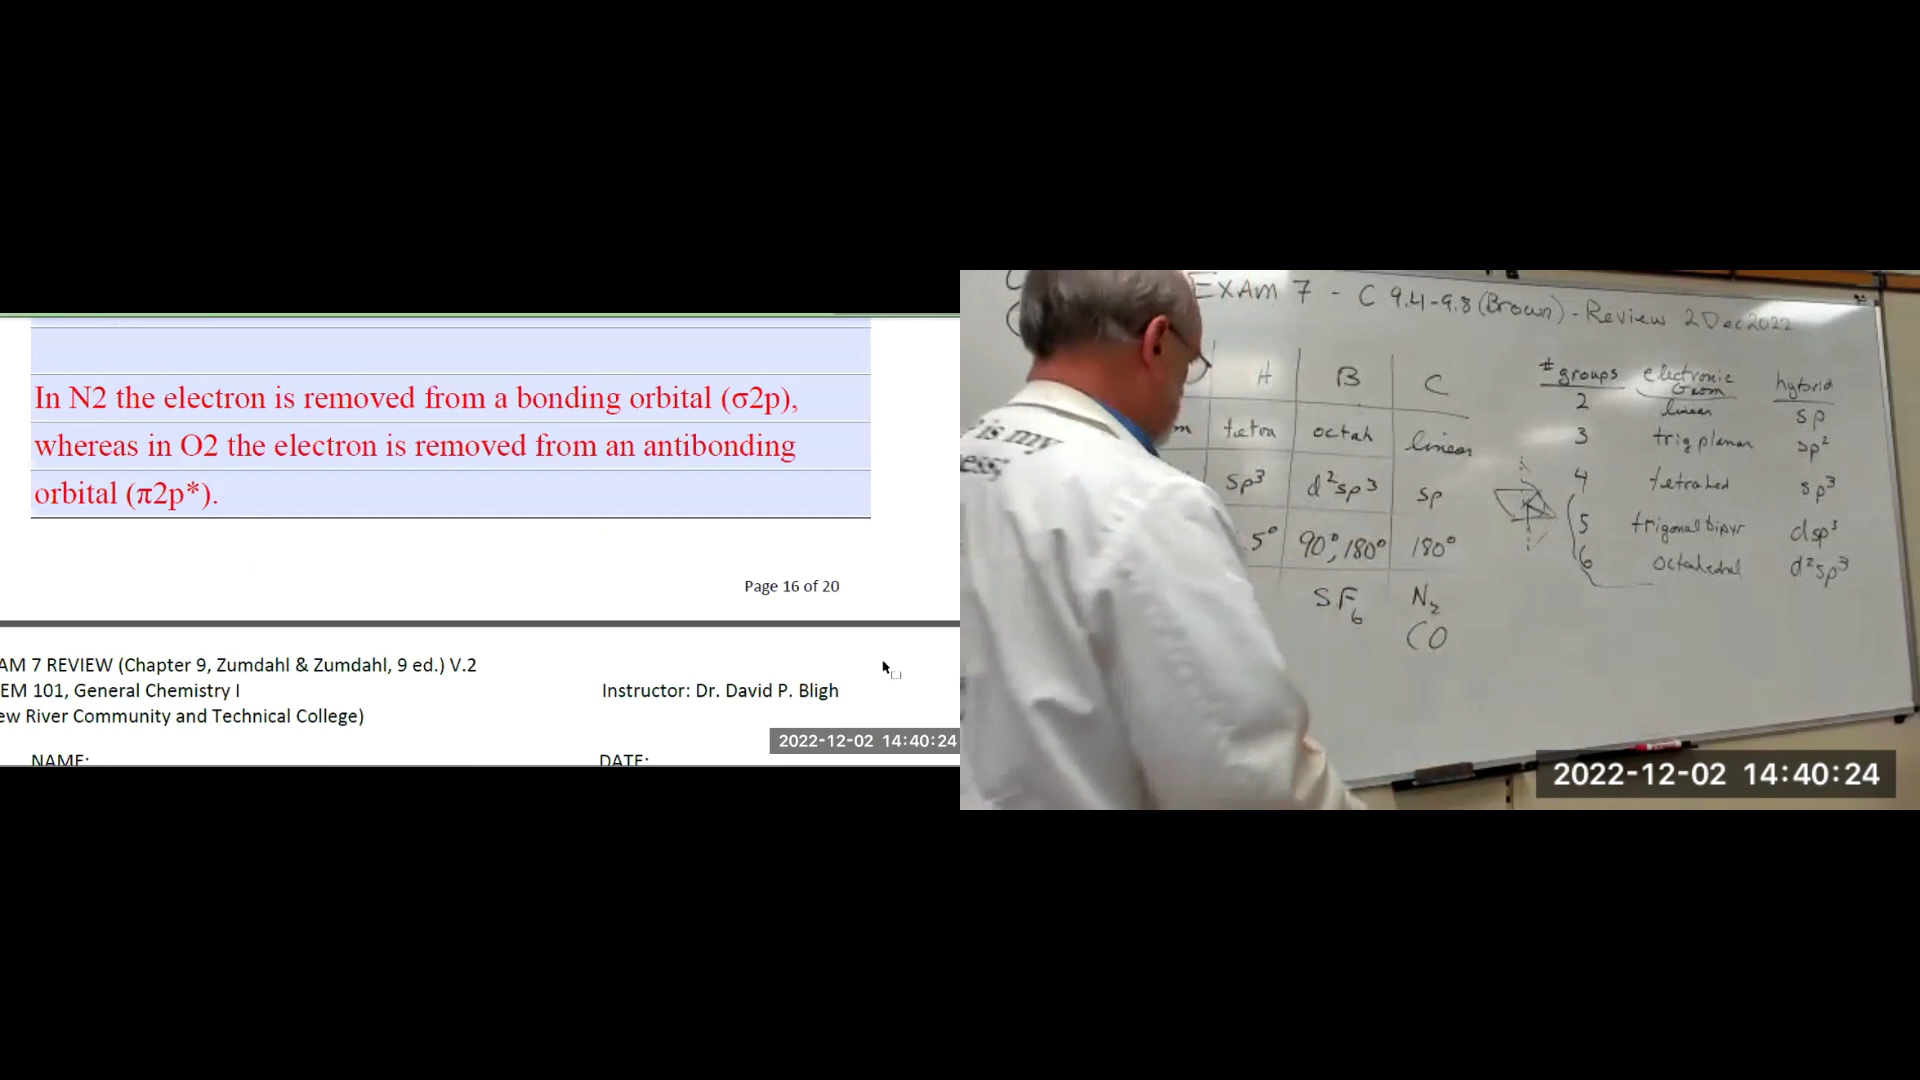 In N2 the electron is removed from a bonding orbital (σ2p),
whereas in O2 the electron is removed from an antibonding
orbital (π2p*).
Page 16 of 20
AM 7 REVIEW (Chapter 9, Zumdahl & Zumdahl, 9 ed.) V.2
EM 101, General Chemistry I
Instructor: Dr. David P. Bligh
ew River Community and Technical College)
2022-12-02 14:40:24
NAME:
DATE:
EXAM 7 - C 9.4-9.8 (Brown) - Review 2 Dec 2022
H B C
tetra octah linear
sp³ d²sp³ sp
5° 90°, 180° 180°
SF₆ N₂
CO
# groups electronic Geom hybrid
2 linear sp
3 trig planar sp²
4 tetrahed sp³
5 trigonal bipyr dsp³
6 octahedral d²sp³
is my
ess;
2022-12-02 14:40:24